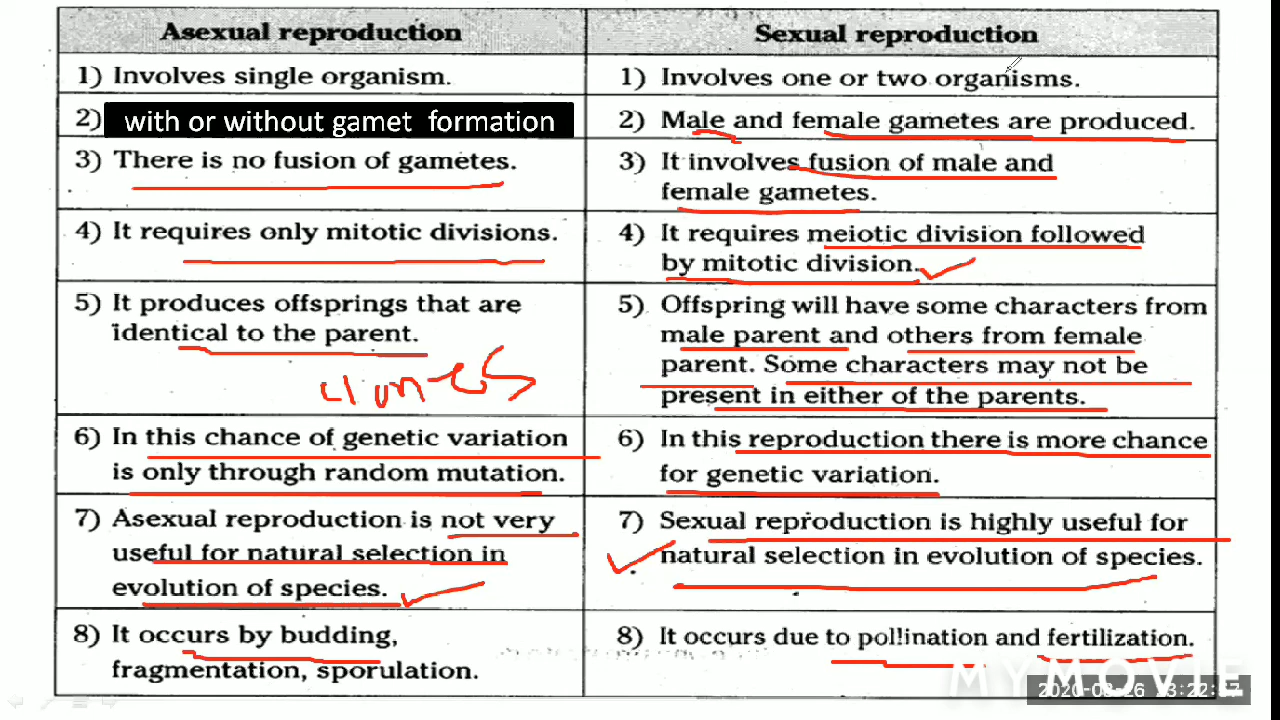 Asexual reproduction
Sexual reproduction
1) Involves single organism.
1) Involves one or two organisms.
2) with or without gamet formation
2) Male and female gametes are produced.
3) There is no fusion of gametes.
3) It involves fusion of male and
female gametes.
4) It requires only mitotic divisions.
4) It requires meiotic division followed
by mitotic division.
5) It produces offsprings that are
identical to the parent.
clones
5) Offspring will have some characters from
male parent and others from female
parent. Some characters may not be
present in either of the parents.
6) In this chance of genetic variation
is only through random mutation.
6) In this reproduction there is more chance
for genetic variation.
7) Asexual reproduction is not very
useful for natural selection in
evolution of species.
7) Sexual reproduction is highly useful for
natural selection in evolution of species.
8) It occurs by budding,
fragmentation, sporulation.
8) It occurs due to pollination and fertilization.
MYMOVIE